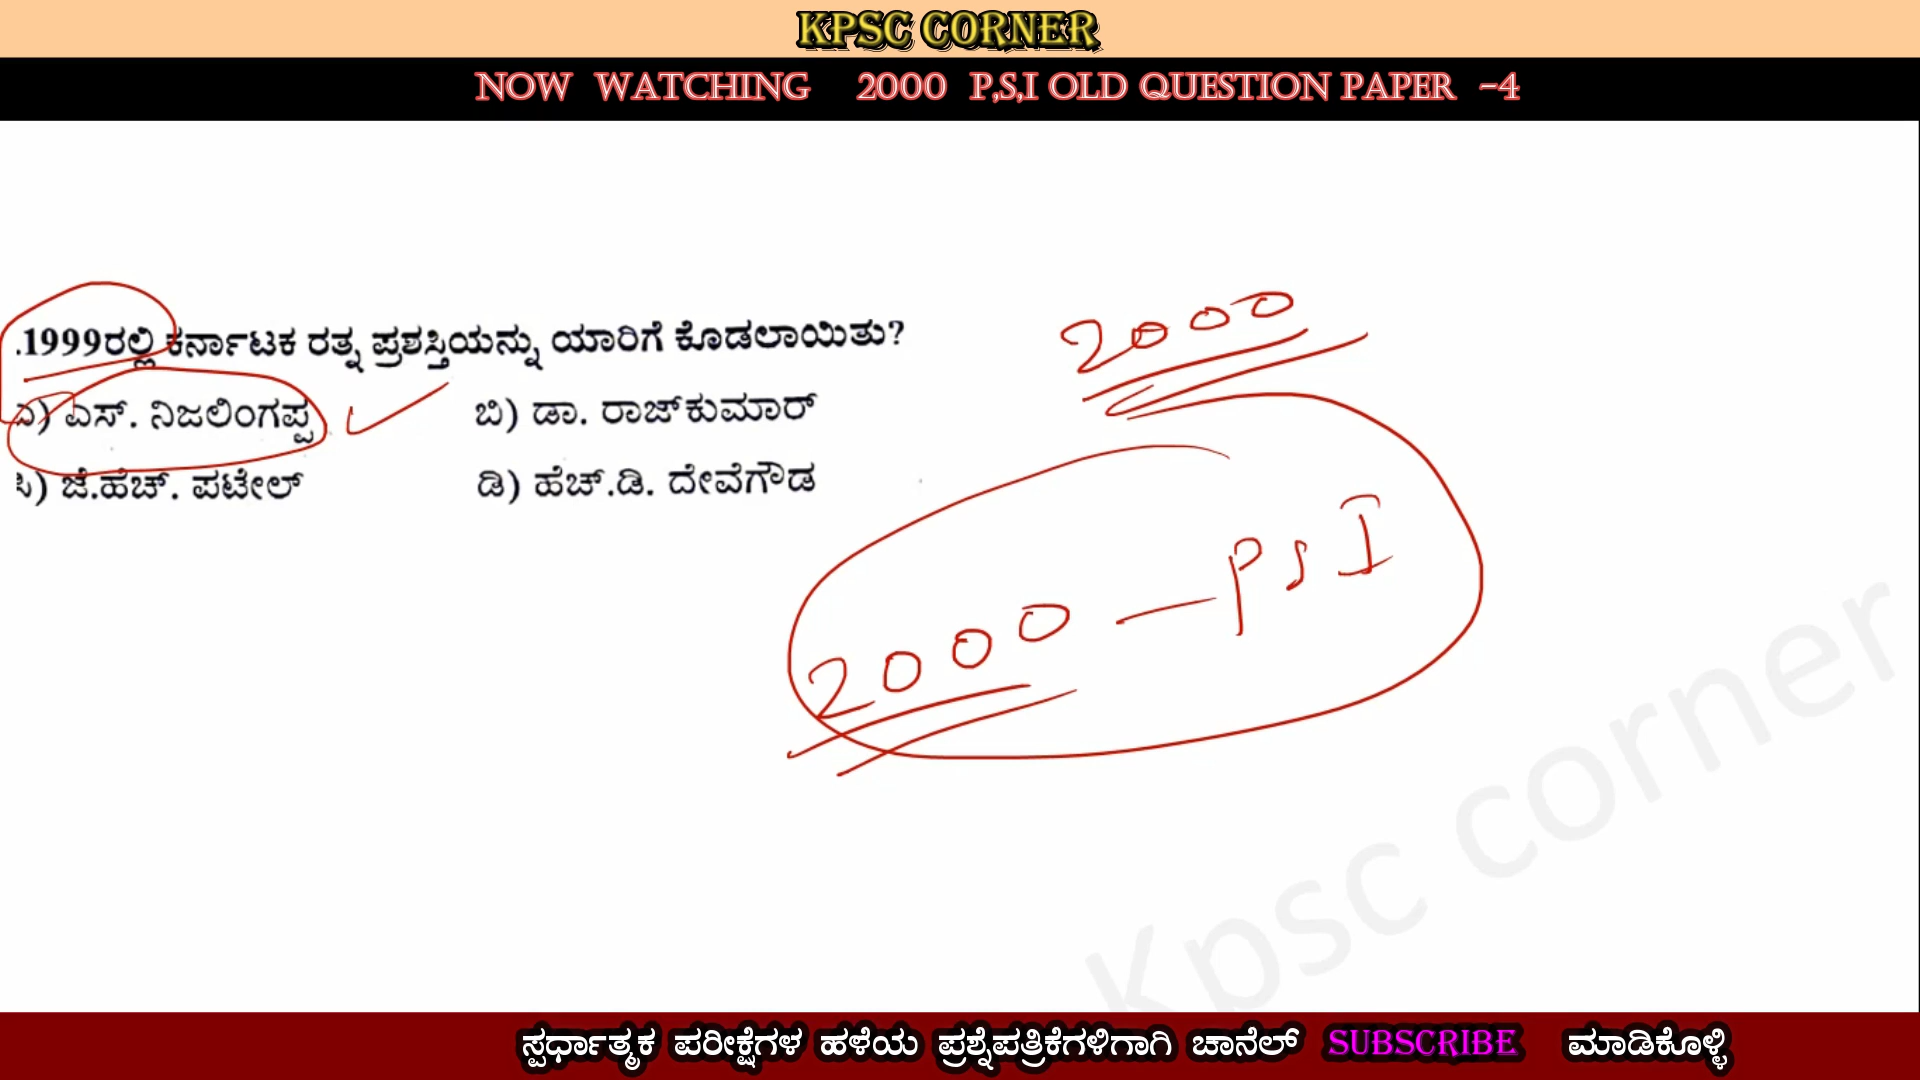 KPSC CORNER
NOW WATCHING 2000 P,S,I OLD QUESTION PAPER -4
.1999ರಲ್ಲಿ ಕರ್ನಾಟಕ ರತ್ನ ಪ್ರಶಸ್ತಿಯನ್ನು ಯಾರಿಗೆ ಕೊಡಲಾಯಿತು?
ಎ) ಎಸ್. ನಿಜಲಿಂಗಪ್ಪ ಬಿ) ಡಾ. ರಾಜ್‌ಕುಮಾರ್
ಸಿ) ಜೆ.ಹೆಚ್. ಪಟೇಲ್ ಡಿ) ಹೆಚ್.ಡಿ. ದೇವೆಗೌಡ
2000
2000 — PSI
Kpsc corner
ಸ್ಪರ್ಧಾತ್ಮಕ ಪರೀಕ್ಷೆಗಳ ಹಳೆಯ ಪ್ರಶ್ನೆಪತ್ರಿಕೆಗಳಿಗಾಗಿ ಚಾನೆಲ್ SUBSCRIBE ಮಾಡಿಕೊಳ್ಳಿ